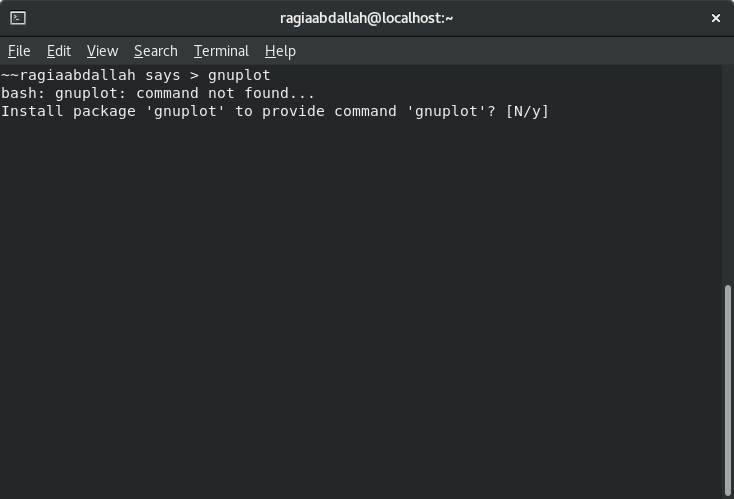 ragiaabdallah@localhost:~
File Edit View Search Terminal Help
~~ragiaabdallah says > gnuplot
bash: gnuplot: command not found...
Install package 'gnuplot' to provide command 'gnuplot'? [N/y]